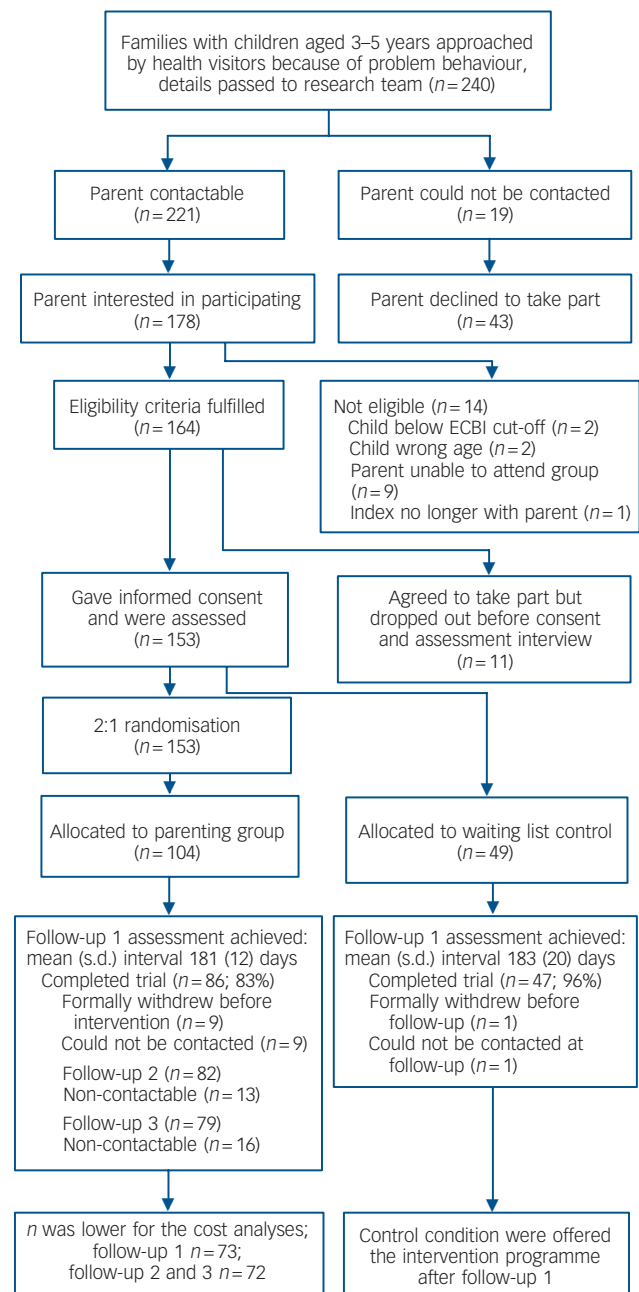 Families with children aged 3–5 years approached
by health visitors because of problem behaviour,
details passed to research team (n=240)
Parent contactable
(n=221)
Parent could not be contacted
(n=19)
Parent interested in participating
(n=178)
Parent declined to take part
(n=43)
Eligibility criteria fulfilled
(n=164)
Not eligible (n=14)
Child below ECBI cut-off (n=2)
Child wrong age (n=2)
Parent unable to attend group
(n=9)
Index no longer with parent (n=1)
Gave informed consent
and were assessed
(n=153)
Agreed to take part but
dropped out before consent
and assessment interview
(n=11)
2:1 randomisation
(n=153)
Allocated to parenting group
(n=104)
Allocated to waiting list control
(n=49)
Follow-up 1 assessment achieved:
mean (s.d.) interval 181 (12) days
Completed trial (n=86; 83%)
Formally withdrew before
intervention (n=9)
Could not be contacted (n=9)
Follow-up 2 (n=82)
Non-contactable (n=13)
Follow-up 3 (n=79)
Non-contactable (n=16)
Follow-up 1 assessment achieved:
mean (s.d.) interval 183 (20) days
Completed trial (n=47; 96%)
Formally withdrew before
follow-up (n=1)
Could not be contacted at
follow-up (n=1)
n was lower for the cost analyses;
follow-up 1 n=73;
follow-up 2 and 3 n=72
Control condition were offered
the intervention programme
after follow-up 1